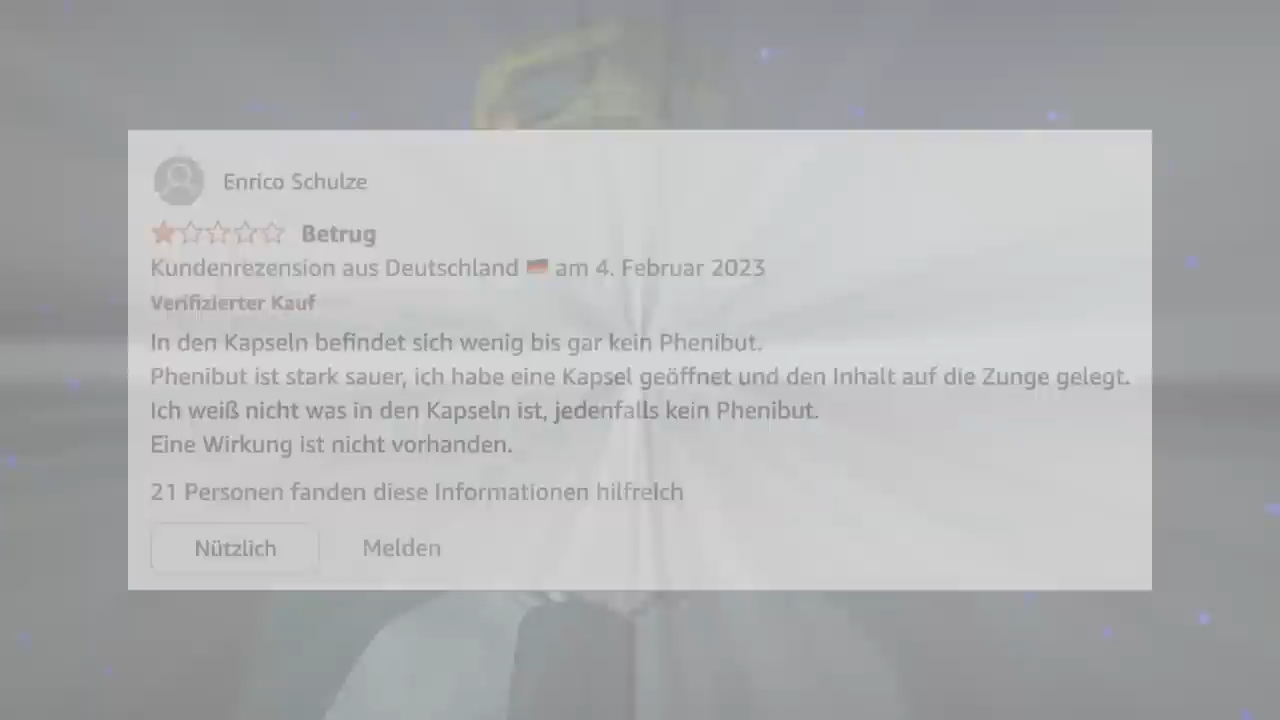 Enrico Schulze
Betrug
Kundenrezension aus Deutschland 🇩🇪 am 4. Februar 2023
Verifizierter Kauf
In den Kapseln befindet sich wenig bis gar kein Phenibut.
Phenibut ist stark sauer, ich habe eine Kapsel geöffnet und den Inhalt auf die Zunge gelegt.
Ich weiß nicht was in den Kapseln ist, jedenfalls kein Phenibut.
Eine Wirkung ist nicht vorhanden.
21 Personen fanden diese Informationen hilfreich
Nützlich
Melden